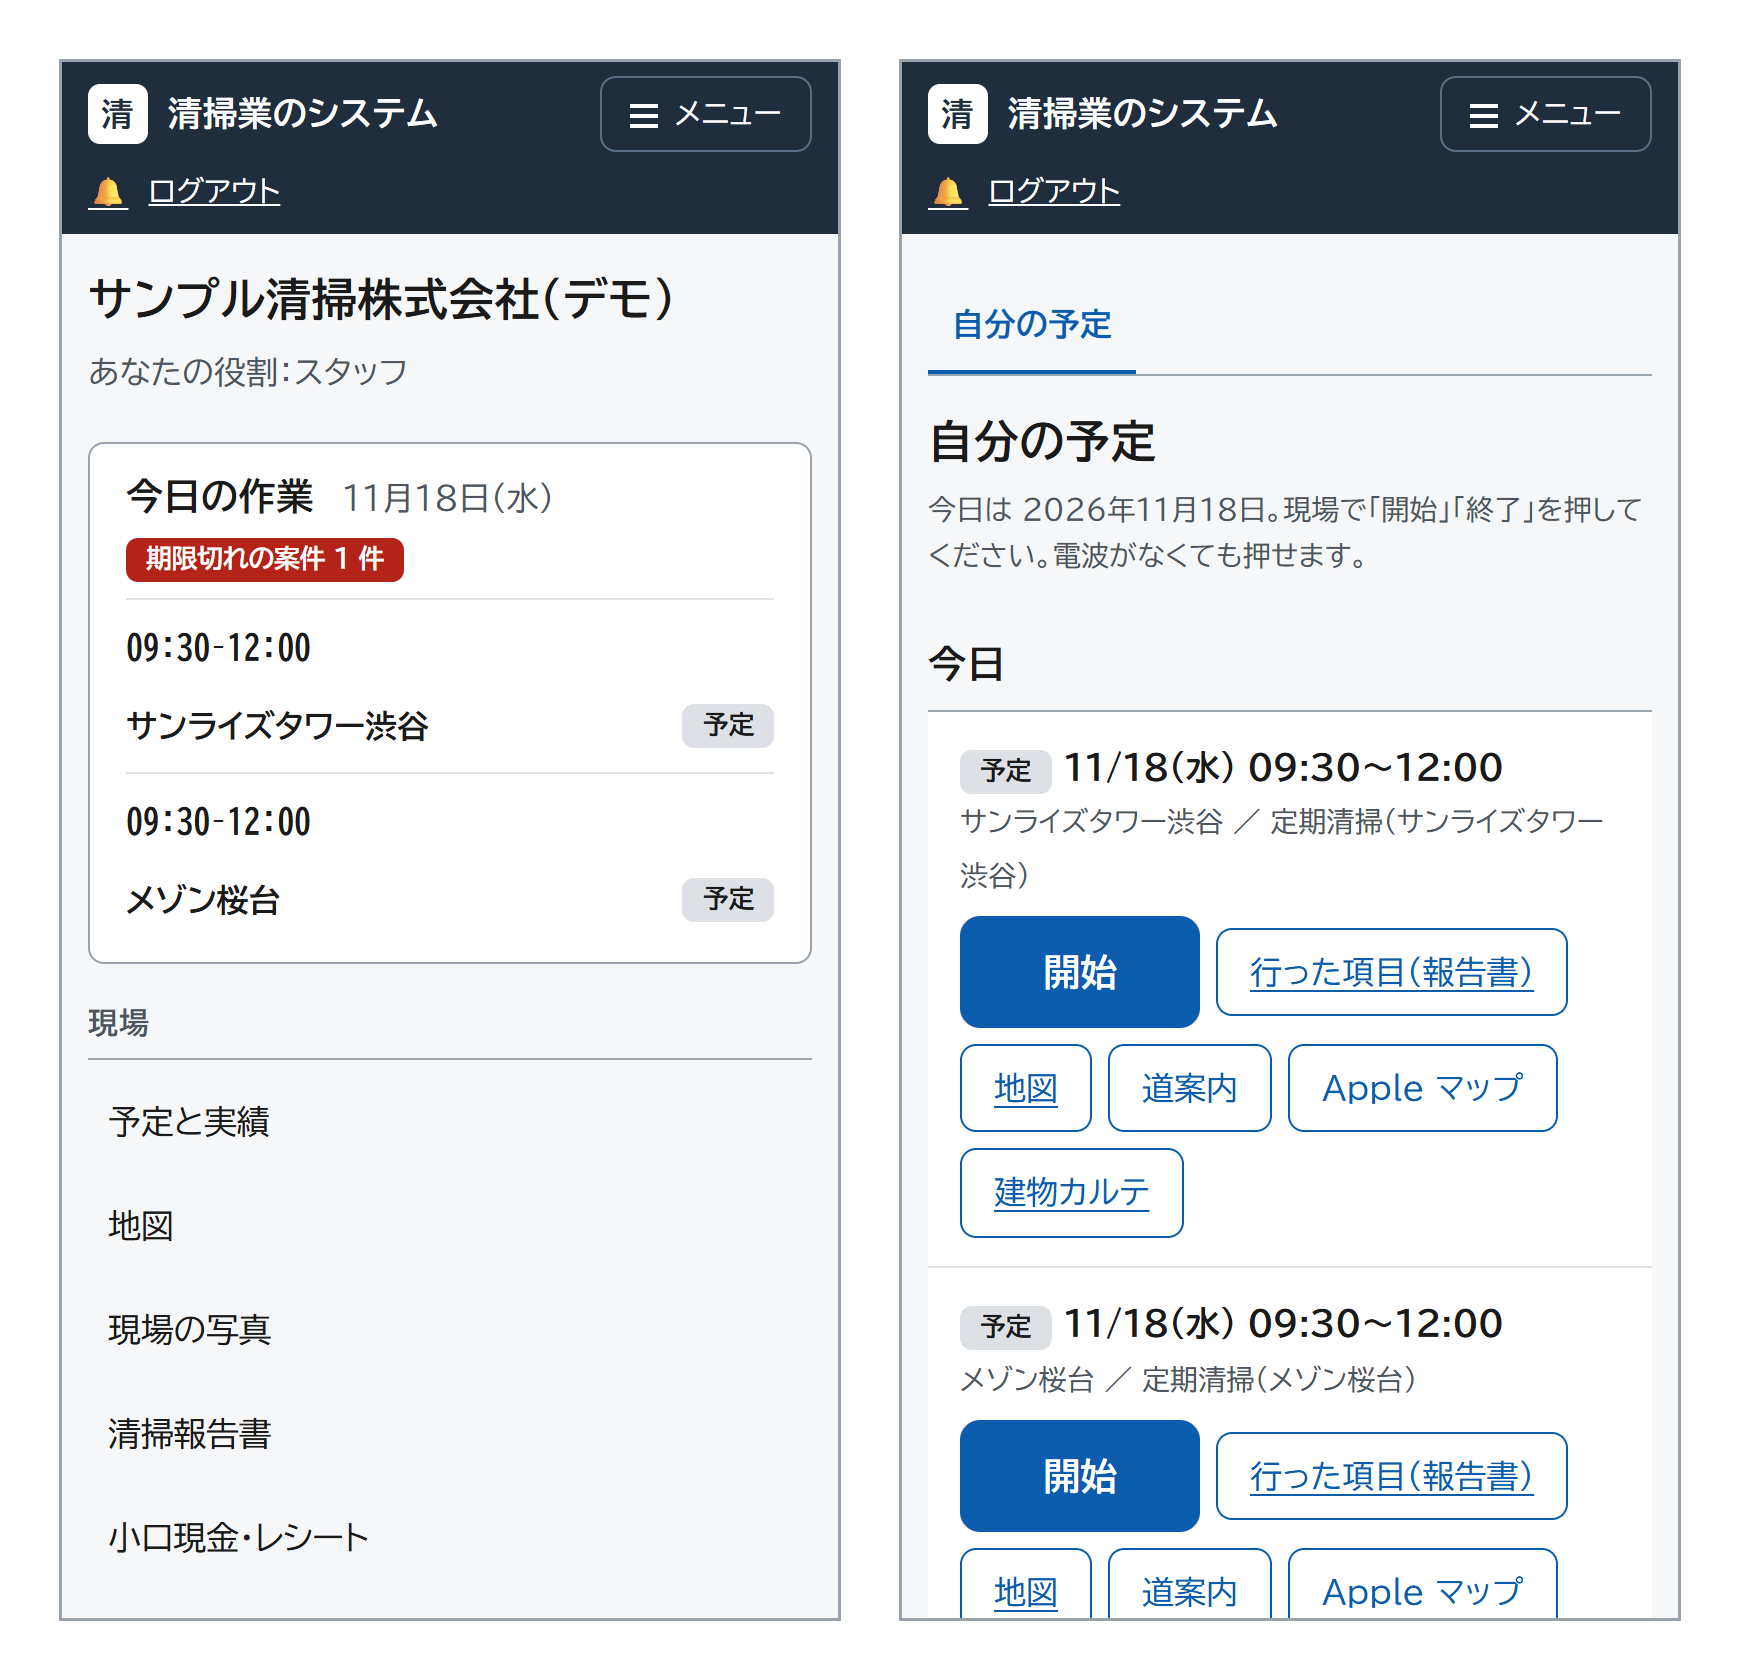 清 清掃業のシステム ☰ メニュー
🔔 ログアウト
サンプル清掃株式会社（デモ）
あなたの役割：スタッフ
今日の作業 11月18日（水）
期限切れの案件 1 件
09:30-12:00
サンライズタワー渋谷 予定
09:30-12:00
メゾン桜台 予定
現場
予定と実績
地図
現場の写真
清掃報告書
小口現金・レシート
清 清掃業のシステム ☰ メニュー
🔔 ログアウト
自分の予定
自分の予定
今日は 2026年11月18日。現場で「開始」「終了」を押して
ください。電波がなくても押せます。
今日
予定 11/18（水） 09:30～12:00
サンライズタワー渋谷 ／ 定期清掃（サンライズタワー
渋谷）
開始 行った項目（報告書）
地図 道案内 Apple マップ
建物カルテ
予定 11/18（水） 09:30～12:00
メゾン桜台 ／ 定期清掃（メゾン桜台）
開始 行った項目（報告書）
地図 道案内 Apple マップ